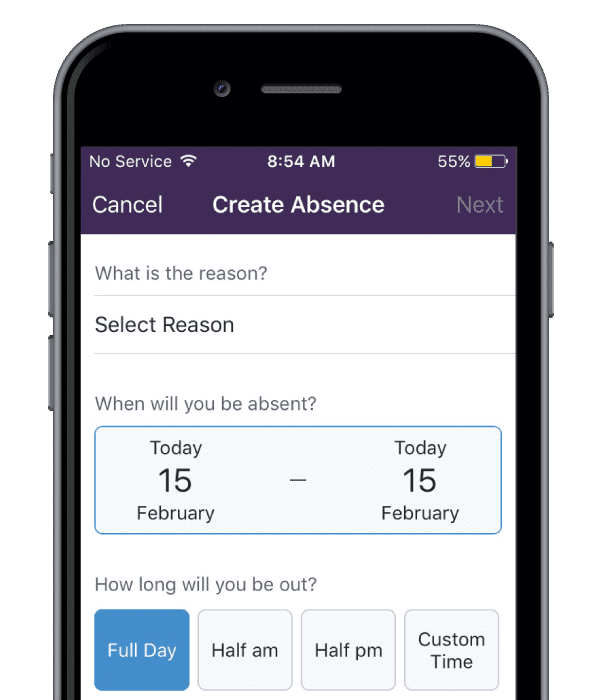 No Service 8:54 AM 55%
Cancel Create Absence Next
What is the reason?
Select Reason
When will you be absent?
Today Today
15 – 15
February February
How long will you be out?
Full Day Half am Half pm Custom Time